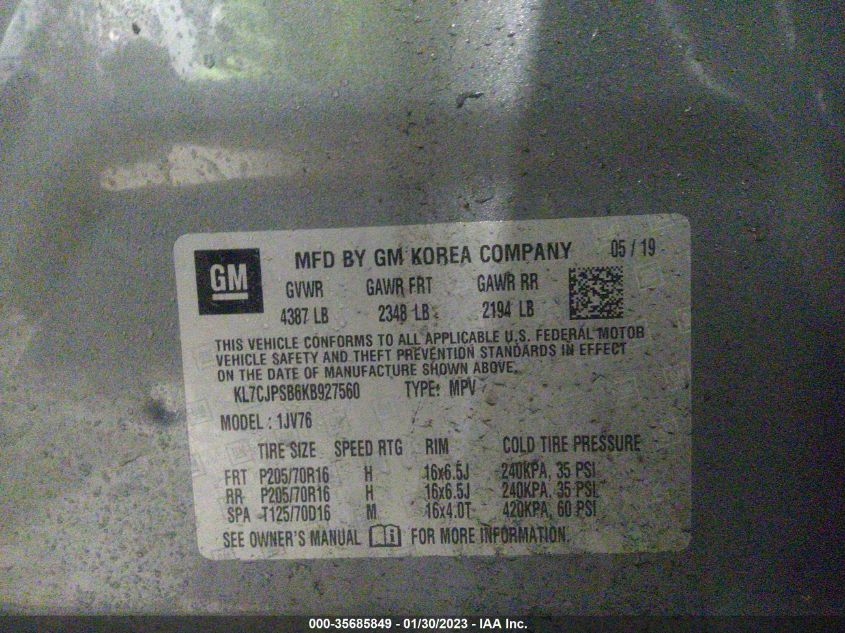 GM
MFD BY GM KOREA COMPANY 05 / 19
GVWR GAWR FRT GAWR RR
4387 LB 2348 LB 2194 LB
THIS VEHICLE CONFORMS TO ALL APPLICABLE U.S. FEDERAL MOTOR
VEHICLE SAFETY AND THEFT PREVENTION STANDARDS IN EFFECT
ON THE DATE OF MANUFACTURE SHOWN ABOVE.
KL7CJPSB6KB927560 TYPE: MPV
MODEL : 1JV76
TIRE SIZE SPEED RTG RIM COLD TIRE PRESSURE
FRT P205/70R16 H 16x6.5J 240KPA, 35 PSI
RR P205/70R16 H 16x6.5J 240KPA, 35 PSI
SPA T125/70D16 M 16x4.0T 420KPA, 60 PSI
SEE OWNER'S MANUAL i FOR MORE INFORMATION.
000-35685849 - 01/30/2023 - IAA Inc.